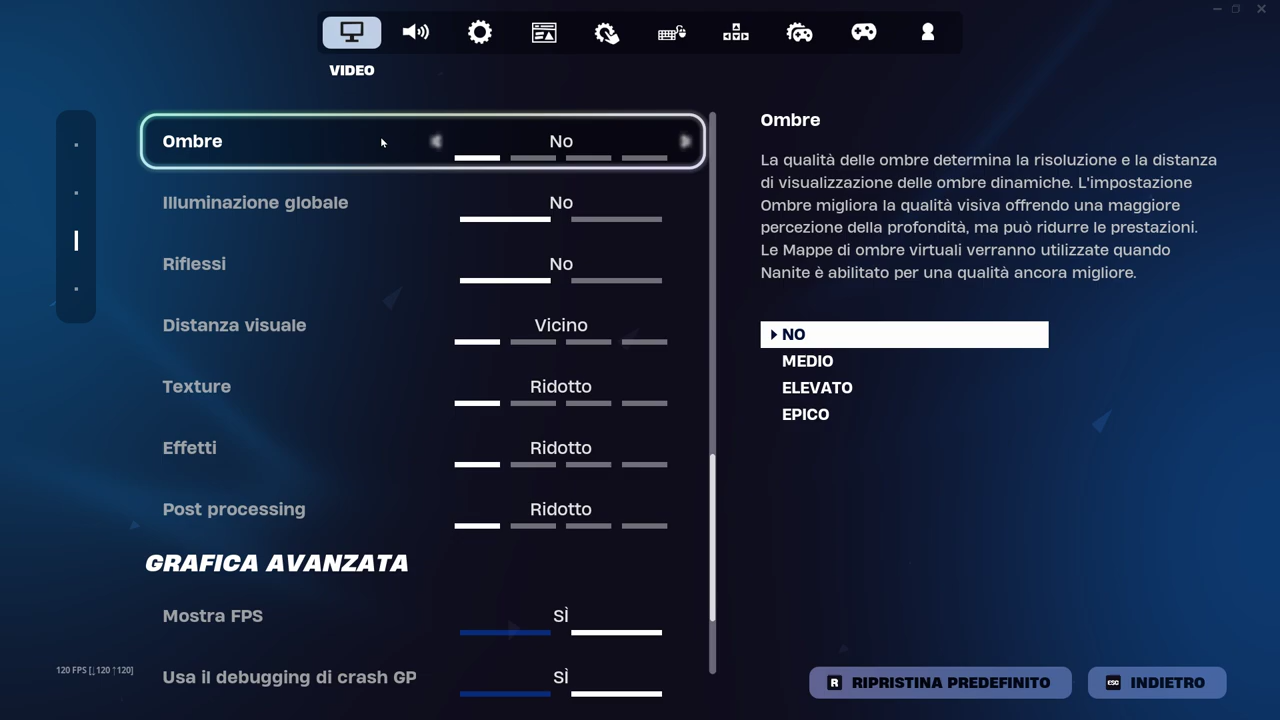 VIDEO
Ombre
No
Illuminazione globale
No
Riflessi
No
Distanza visuale
Vicino
Texture
Ridotto
Effetti
Ridotto
Post processing
Ridotto
GRAFICA AVANZATA
Mostra FPS
SÌ
Usa il debugging di crash GP
SÌ
Ombre
La qualità delle ombre determina la risoluzione e la distanza
di visualizzazione delle ombre dinamiche. L'impostazione
Ombre migliora la qualità visiva offrendo una maggiore
percezione della profondità, ma può ridurre le prestazioni.
Le Mappe di ombre virtuali verranno utilizzate quando
Nanite è abilitato per una qualità ancora migliore.
NO
MEDIO
ELEVATO
EPICO
120 FPS [↓120 ↑120]
R RIPRISTINA PREDEFINITO
ESC INDIETRO